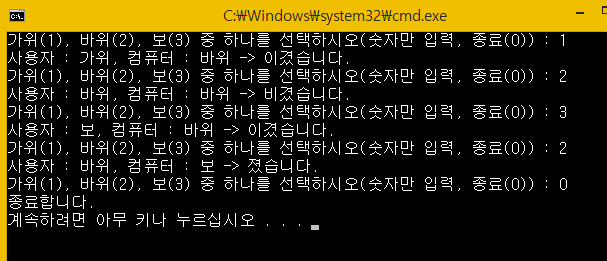 C:₩Windows₩system32₩cmd.exe
가위(1), 바위(2), 보(3) 중 하나를 선택하시오(숫자만 입력, 종료(0)) : 1
사용자 : 가위, 컴퓨터 : 바위 -> 이겼습니다.
가위(1), 바위(2), 보(3) 중 하나를 선택하시오(숫자만 입력, 종료(0)) : 2
사용자 : 바위, 컴퓨터 : 바위 -> 비겼습니다.
가위(1), 바위(2), 보(3) 중 하나를 선택하시오(숫자만 입력, 종료(0)) : 3
사용자 : 보, 컴퓨터 : 바위 -> 이겼습니다.
가위(1), 바위(2), 보(3) 중 하나를 선택하시오(숫자만 입력, 종료(0)) : 2
사용자 : 바위, 컴퓨터 : 보 -> 졌습니다.
가위(1), 바위(2), 보(3) 중 하나를 선택하시오(숫자만 입력, 종료(0)) : 0
종료합니다.
계속하려면 아무 키나 누르십시오 . . .